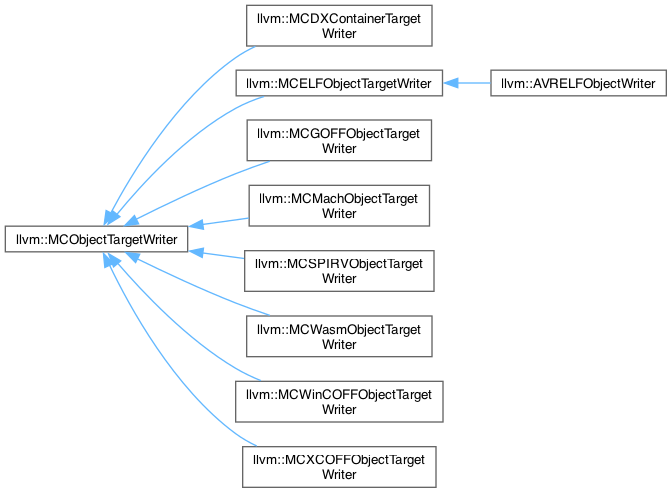 llvm::MCDXContainerTarget
Writer
llvm::MCELFObjectTargetWriter
llvm::AVRELFObjectWriter
llvm::MCGOFFObjectTarget
Writer
llvm::MCMachObjectTarget
Writer
llvm::MCObjectTargetWriter
llvm::MCSPIRVObjectTarget
Writer
llvm::MCWasmObjectTarget
Writer
llvm::MCWinCOFFObjectTarget
Writer
llvm::MCXCOFFObjectTarget
Writer